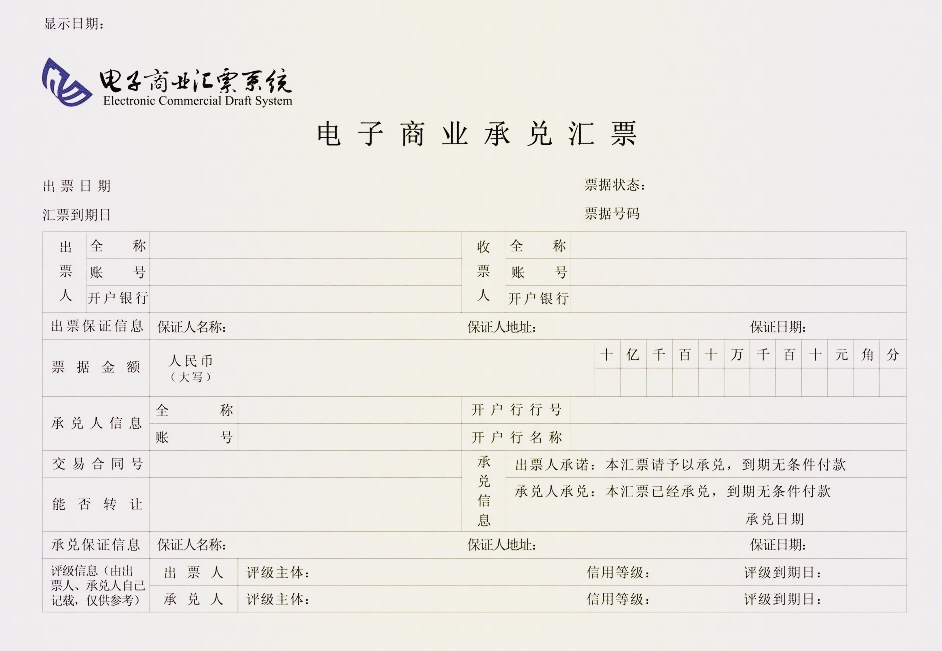 显示日期：
电子商业汇票系统
Electronic Commercial Draft System
电子商业承兑汇票
出票日期
票据状态：
汇票到期日
票据号码
出票人 全称 收票人 全称
账号 账号
开户银行 开户银行
出票保证信息 保证人名称： 保证人地址： 保证日期：
票据金额 人民币（大写） 十 亿 千 百 十 万 千 百 十 元 角 分
承兑人信息 全称 开户行行号
账号 开户行名称
交易合同号 承兑信息 出票人承诺：本汇票请予以承兑，到期无条件付款
能否转让 承兑人承兑：本汇票已经承兑，到期无条件付款
承兑日期
承兑保证信息 保证人名称： 保证人地址： 保证日期：
评级信息（由出票人、承兑人自己记载，仅供参考） 出票人 评级主体： 信用等级： 评级到期日：
承兑人 评级主体： 信用等级： 评级到期日：